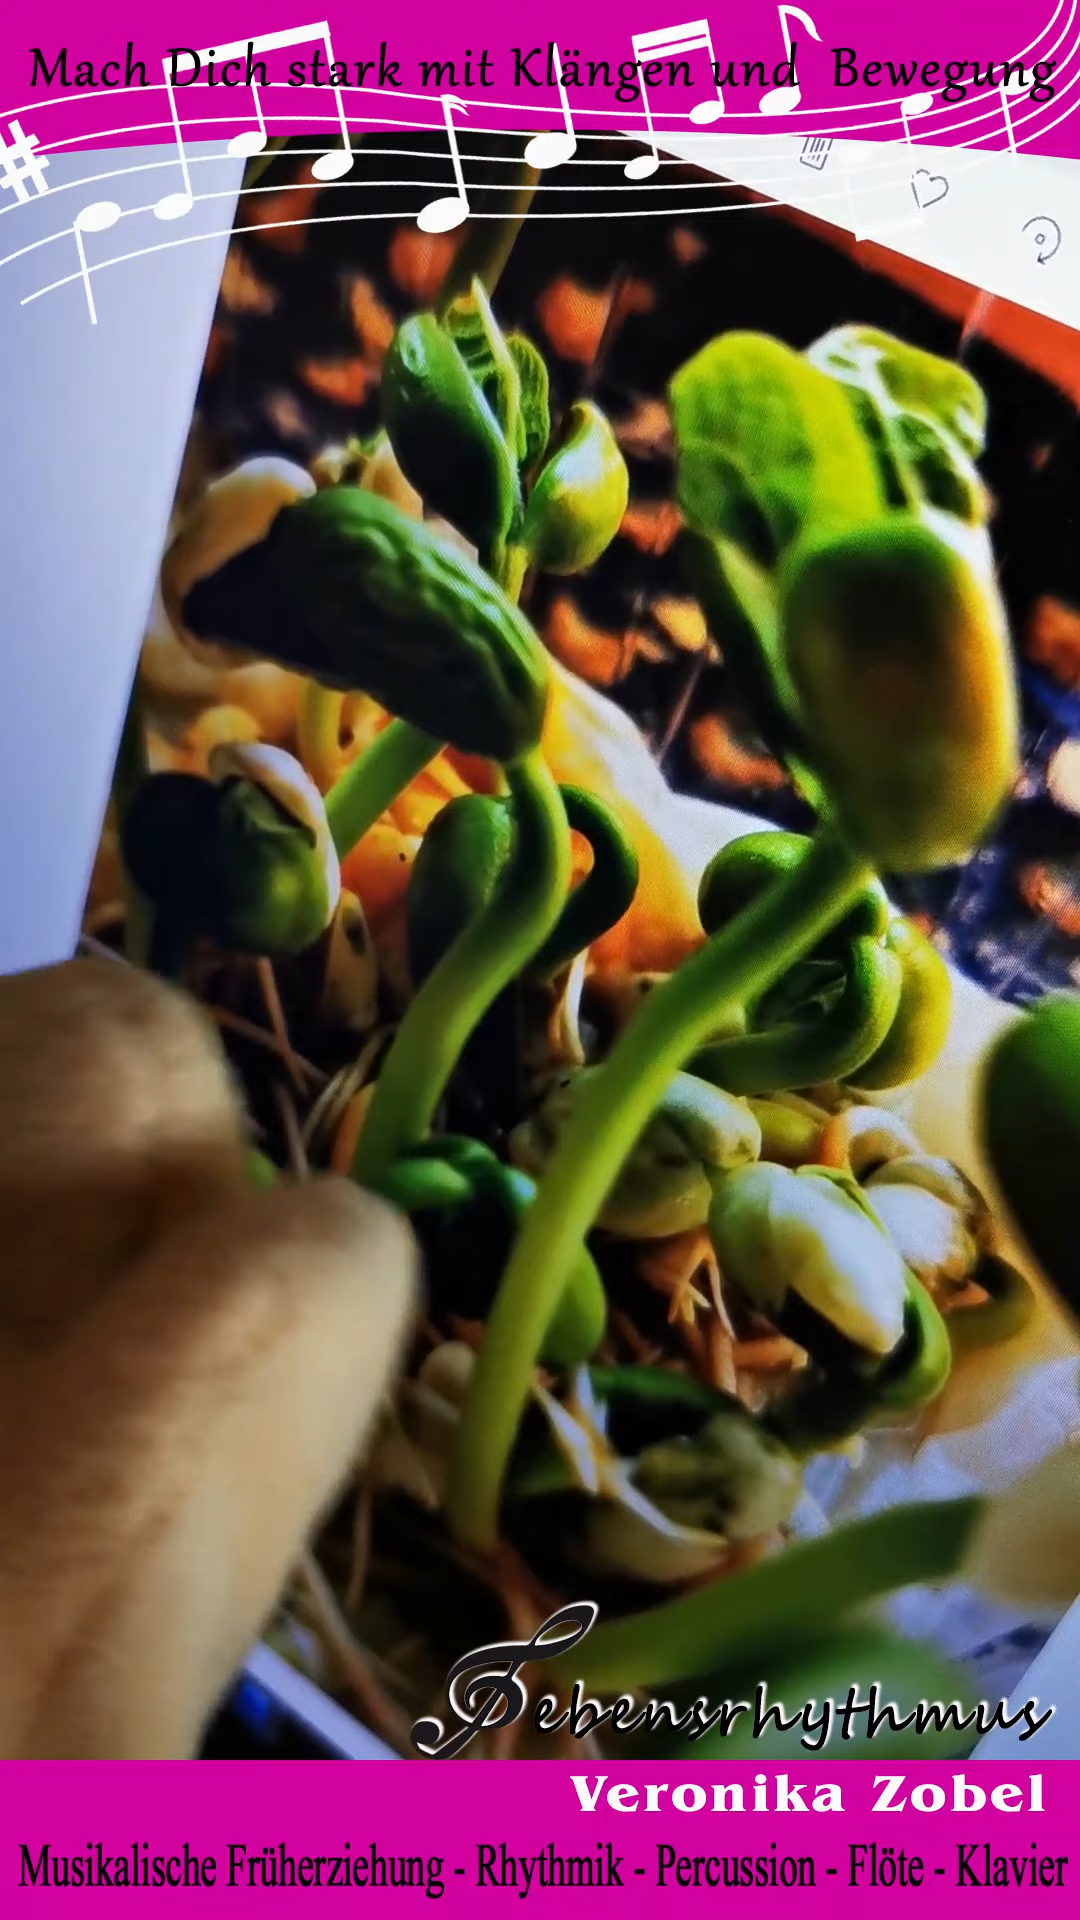 Mach Dich stark mit Klängen und Bewegung
Lebensrhythmus
Veronika Zobel
Musikalische Früherziehung - Rhythmik - Percussion - Flöte - Klavier